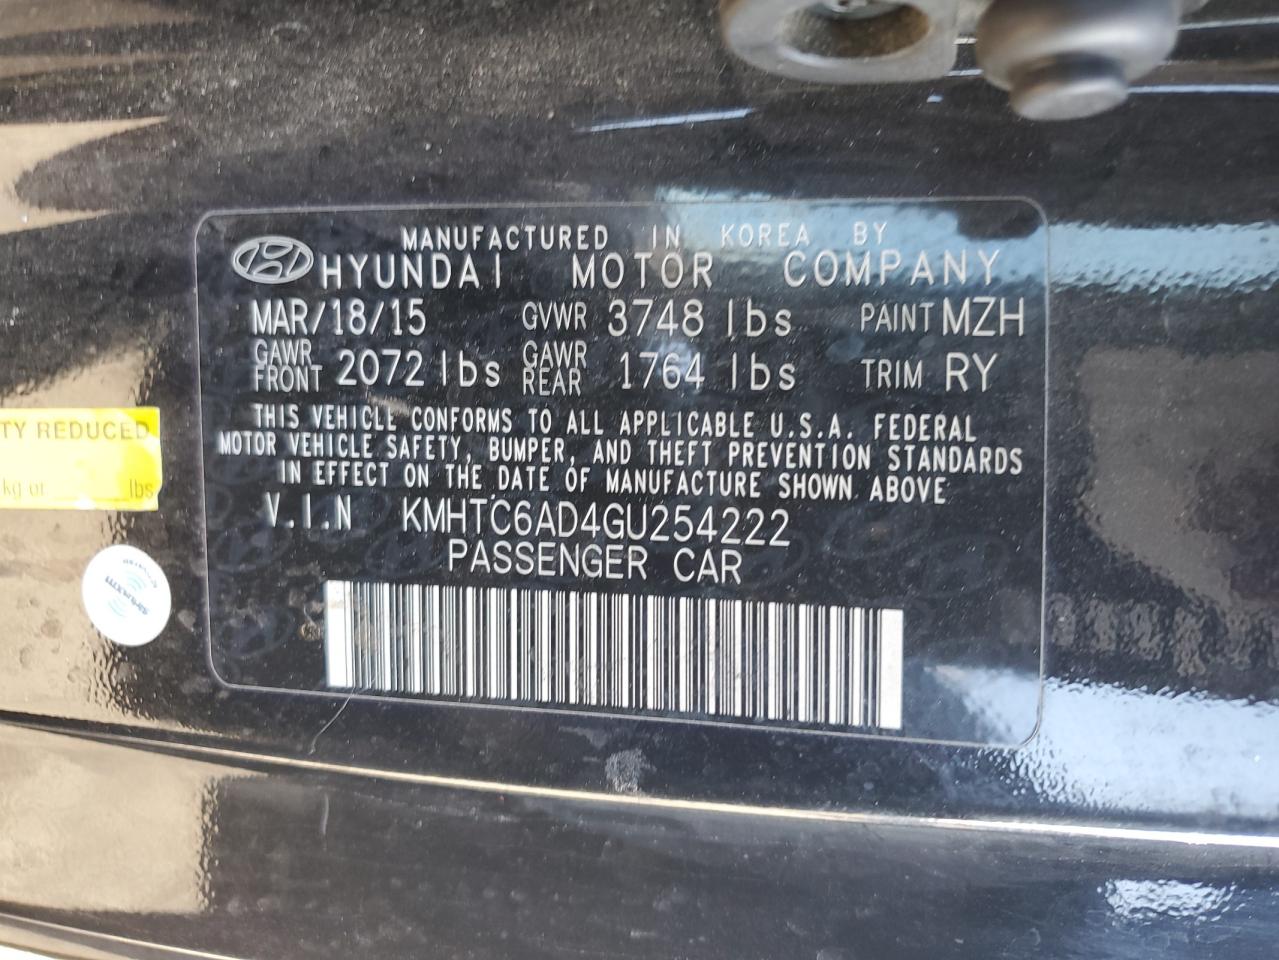 MANUFACTURED IN KOREA BY
HYUNDAI MOTOR COMPANY
MAR/18/15 GVWR 3748 lbs PAINT MZH
GAWR FRONT 2072 lbs GAWR REAR 1764 lbs TRIM RY
THIS VEHICLE CONFORMS TO ALL APPLICABLE U.S.A. FEDERAL
MOTOR VEHICLE SAFETY, BUMPER, AND THEFT PREVENTION STANDARDS
IN EFFECT ON THE DATE OF MANUFACTURE SHOWN ABOVE
V.I.N KMHTC6AD4GU254222
PASSENGER CAR
TY REDUCED
kg or lbs
siriusxm